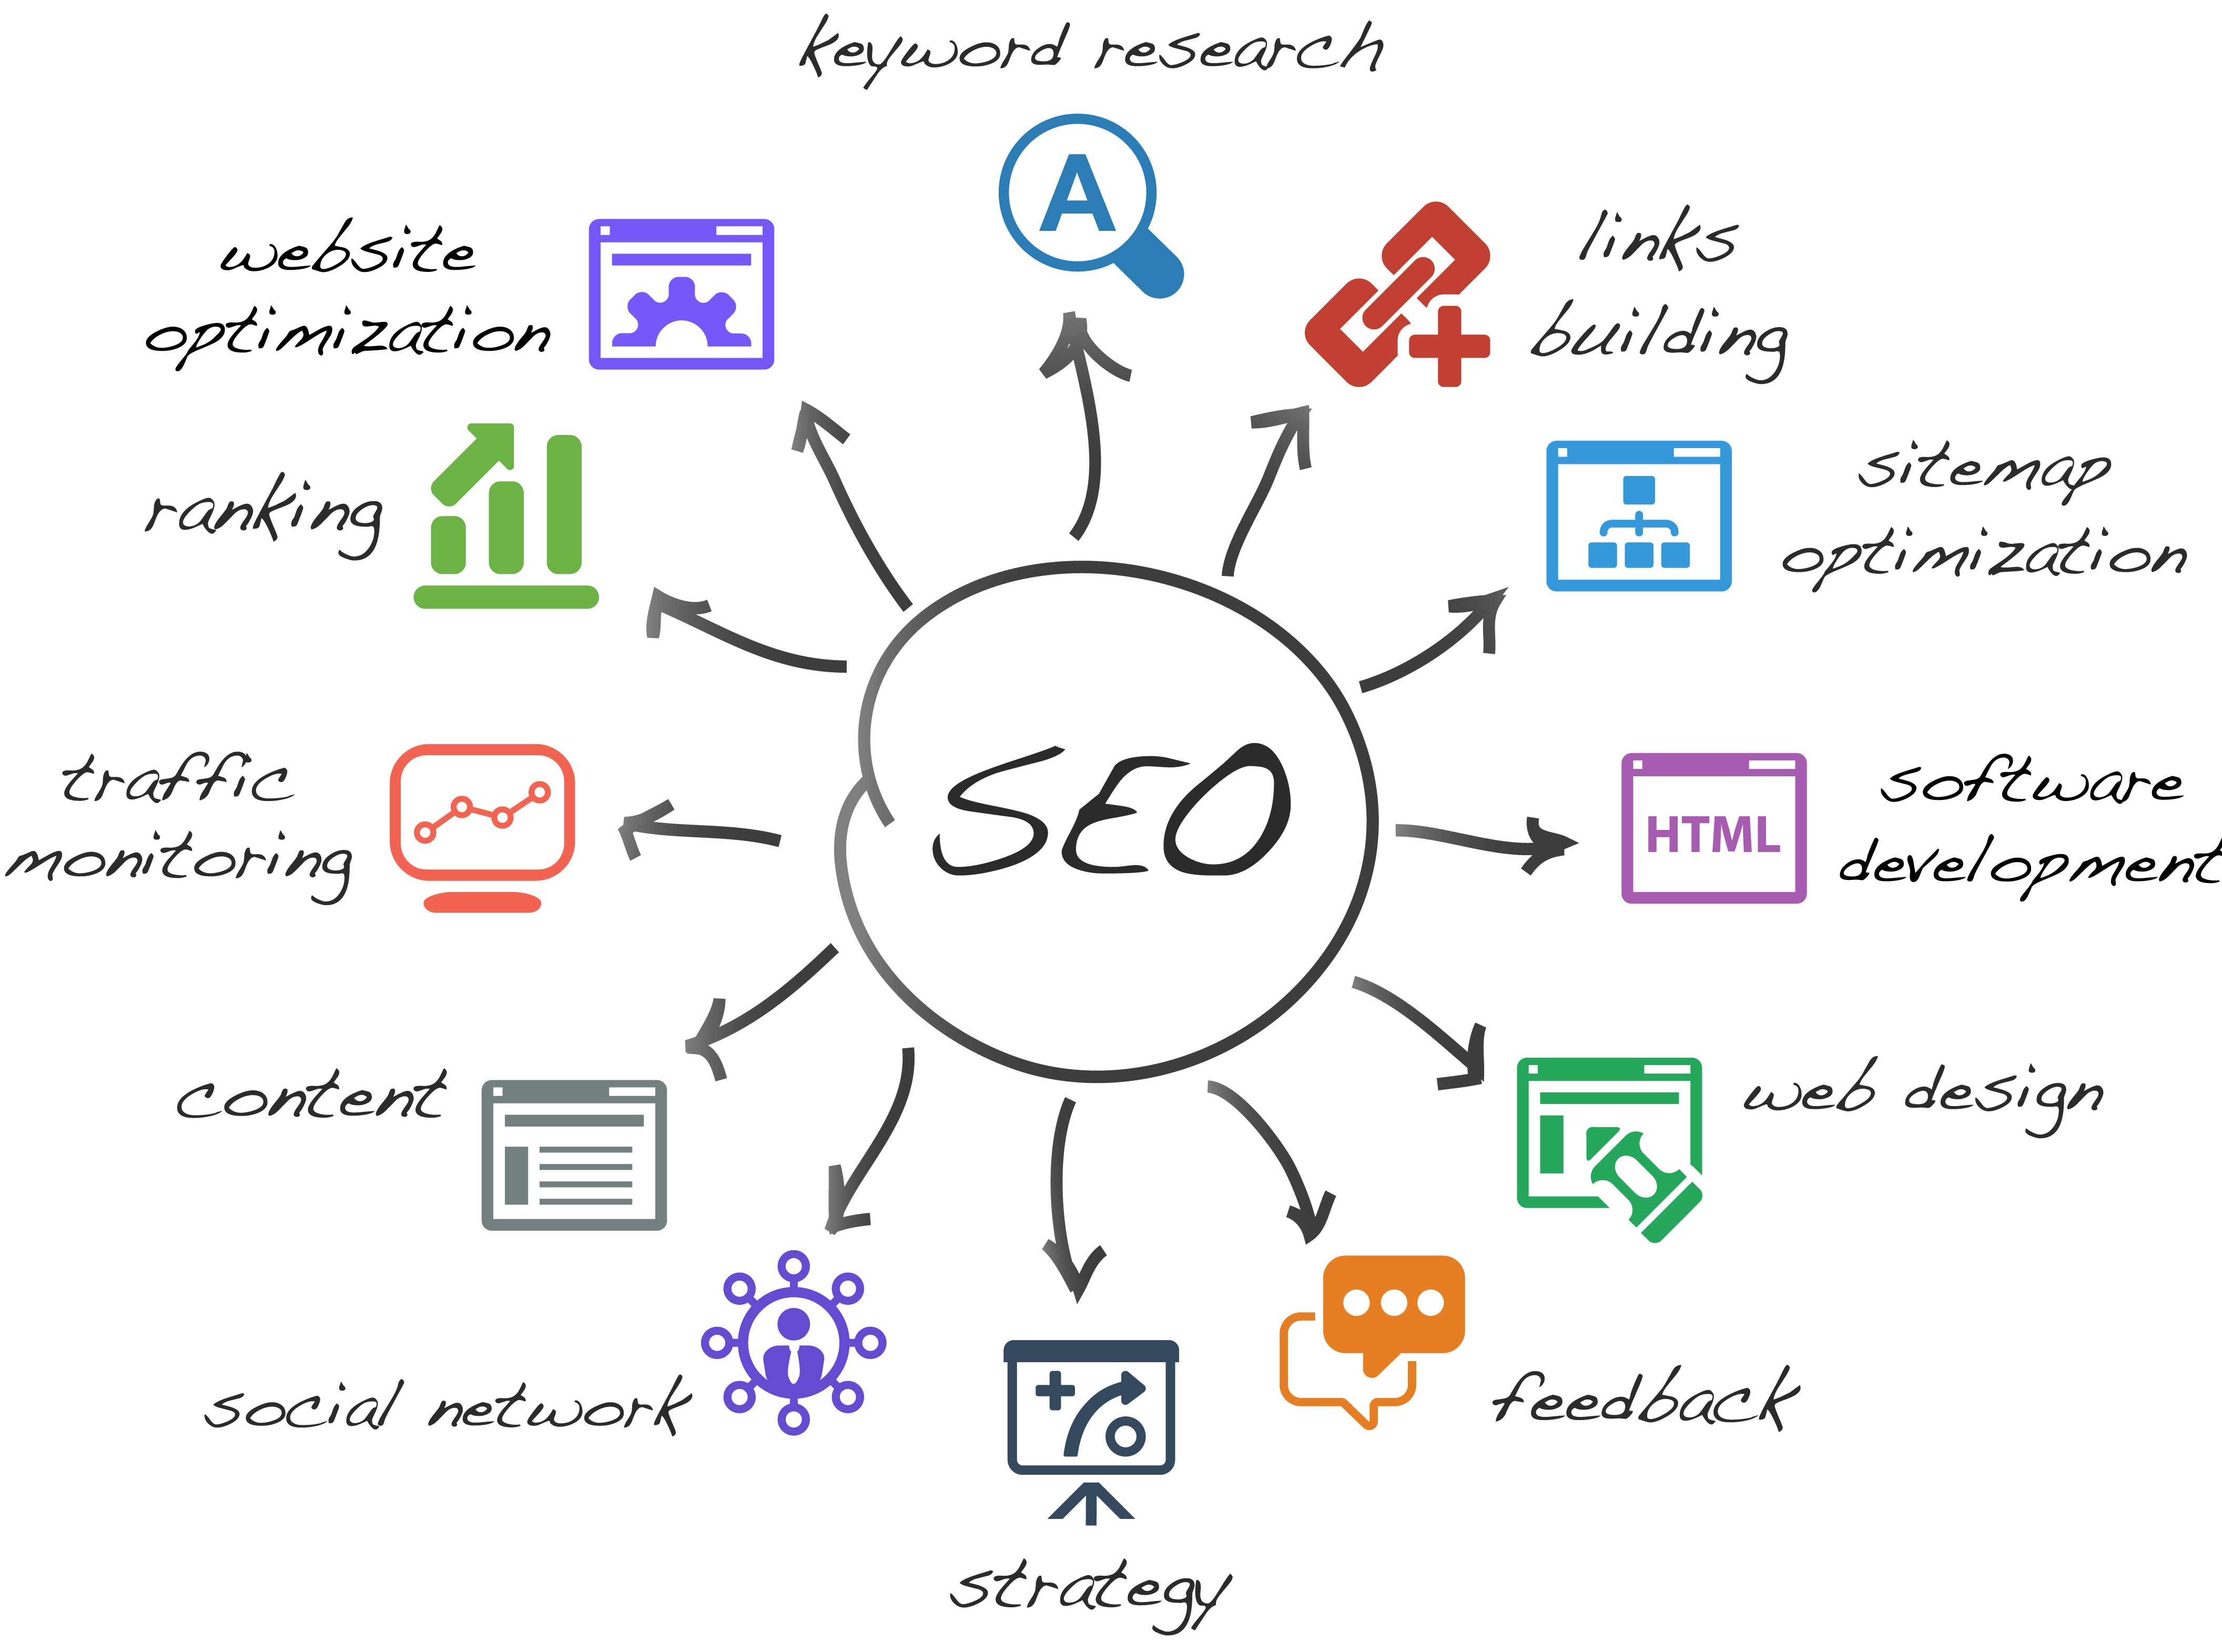 keyword research
A
website
optimization
links
building
ranking
sitemap
optimization
SEO
traffic
monitoring
HTML
software
development
content
web design
social network
feedback
strategy